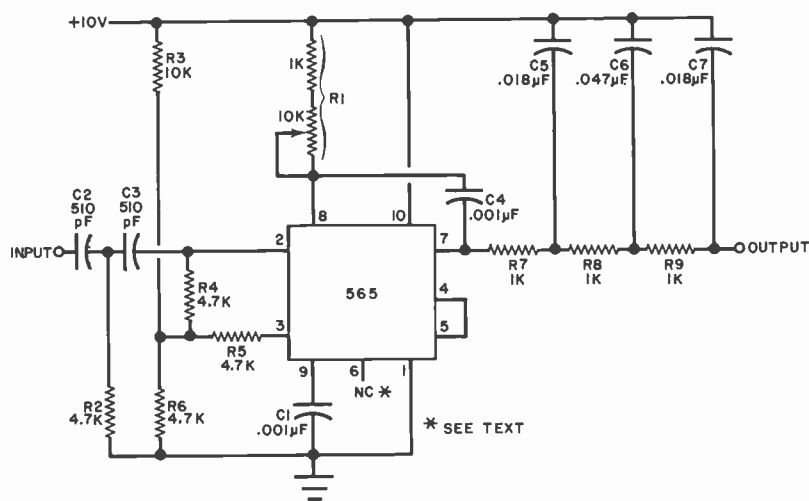 +10V
R3
10K
1K
R1
10K
C5
.018µF
C6
.047µF
C7
.018µF
C2
510
pF
C3
510
pF
C4
.001µF
INPUT
2
8
10
7
R4
4.7K
565
4
R7
1K
R8
1K
R9
1K
OUTPUT
3
R5
4.7K
5
9
6
1
NC *
R2
4.7K
R6
4.7K
C1
.001µF
* SEE TEXT